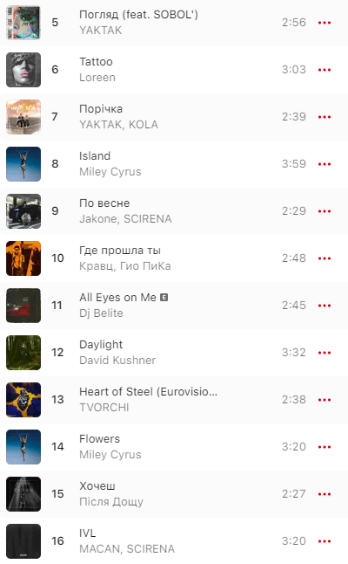 5 Погляд (feat. SOBOL') 2:56
YAKTAK
6 Tattoo 3:03
Loreen
7 Порічка 2:39
YAKTAK, KOLA
8 Island 3:59
Miley Cyrus
9 По весне 2:29
Jakone, SCIRENA
10 Где прошла ты 2:48
Кравц, Гио ПиКа
11 All Eyes on Me E 2:45
Dj Belite
12 Daylight 3:32
David Kushner
13 Heart of Steel (Eurovisio... 2:38
TVORCHI
14 Flowers 3:20
Miley Cyrus
15 Хочеш 2:27
Після Дощу
16 IVL 3:20
MACAN, SCIRENA